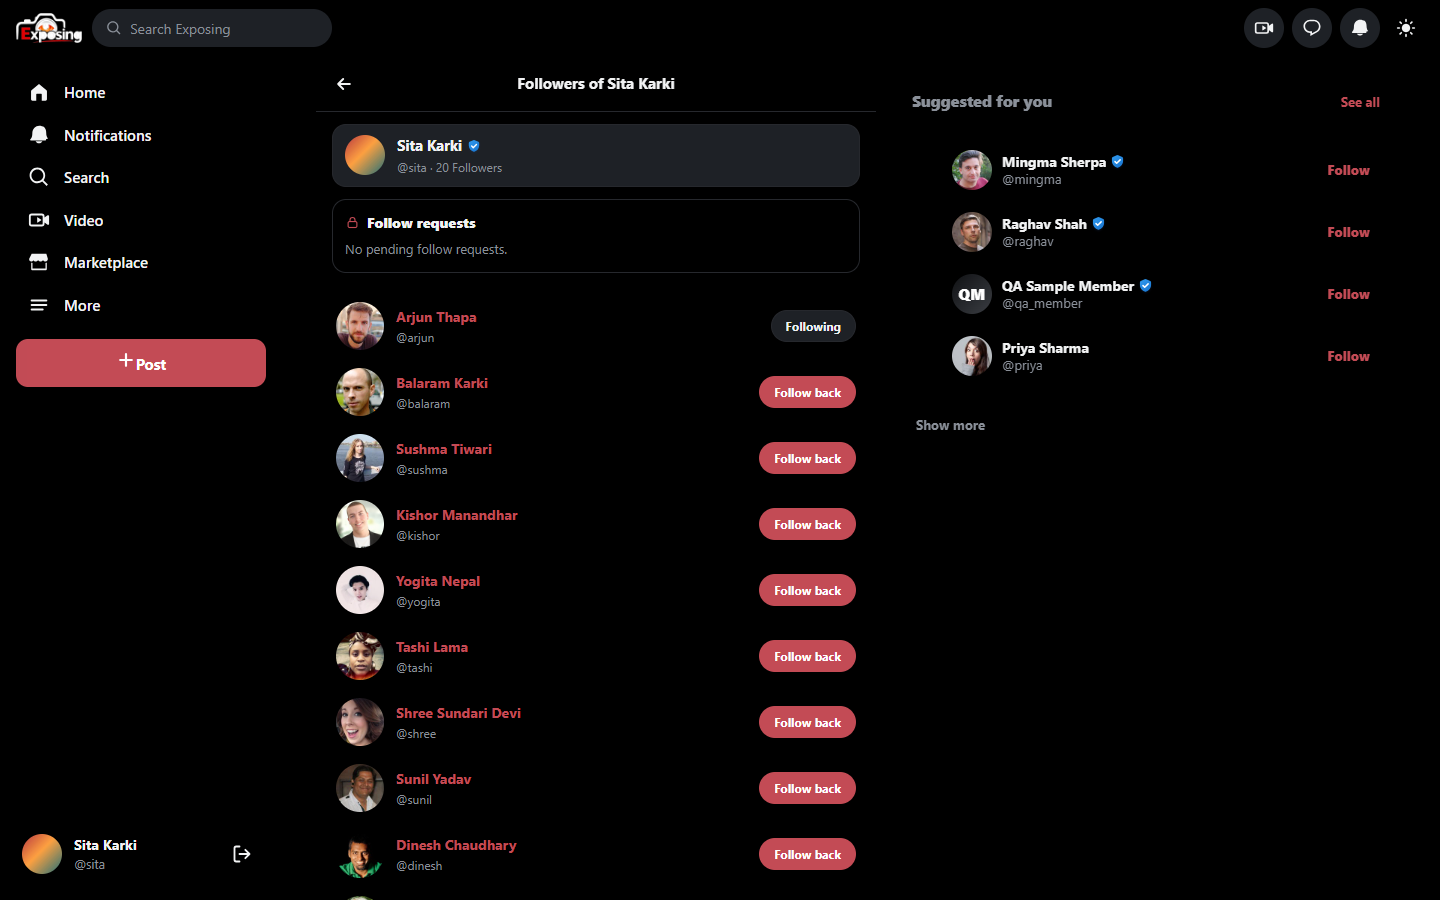 Exposing
Search Exposing
Home
Notifications
Search
Video
Marketplace
More
Post
Sita Karki
@sita
Followers of Sita Karki
Sita Karki
@sita · 20 Followers
Follow requests
No pending follow requests.
Arjun Thapa
@arjun
Following
Balaram Karki
@balaram
Follow back
Sushma Tiwari
@sushma
Follow back
Kishor Manandhar
@kishor
Follow back
Yogita Nepal
@yogita
Follow back
Tashi Lama
@tashi
Follow back
Shree Sundari Devi
@shree
Follow back
Sunil Yadav
@sunil
Follow back
Dinesh Chaudhary
@dinesh
Follow back
Suggested for you
See all
Mingma Sherpa
@mingma
Follow
Raghav Shah
@raghav
Follow
QM
QA Sample Member
@qa_member
Follow
Priya Sharma
@priya
Follow
Show more